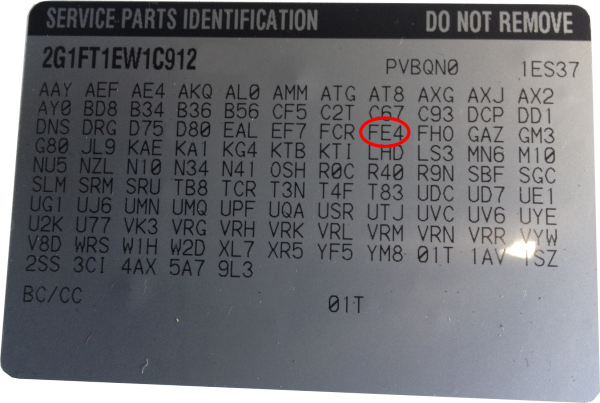 SERVICE PARTS IDENTIFICATION DO NOT REMOVE
2G1FT1EW1C912
PVBQN0 1ES37
AAY AEF AE4 AKQ AL0 AMM ATG AT8 AXG AXJ AX2
AY0 BD8 B34 B36 B56 CF5 C2T C67 C93 DCP DD1
DNS DRG D75 D80 EAL EF7 FCR FE4 FHO GAZ GM3
G80 JL9 KAE KA1 KG4 KTB KTI LHD LS3 MN6 M10
NU5 NZL N10 N34 N41 OSH R0C R40 R9N SBF SGC
SLM SRM SRU TB8 TCR T3N T4F T83 UDC UD7 UE1
UG1 UJ6 UMN UMQ UPF UQA USR UTJ UVC UV6 UYE
U2K U77 VK3 VRG VRH VRK VRL VRM VRN VRR VYW
V8D WRS W1H W2D XL7 XR5 YF5 YM8 01T 1AV 1SZ
2SS 3CI 4AX 5A7 9L3
BC/CC 01T